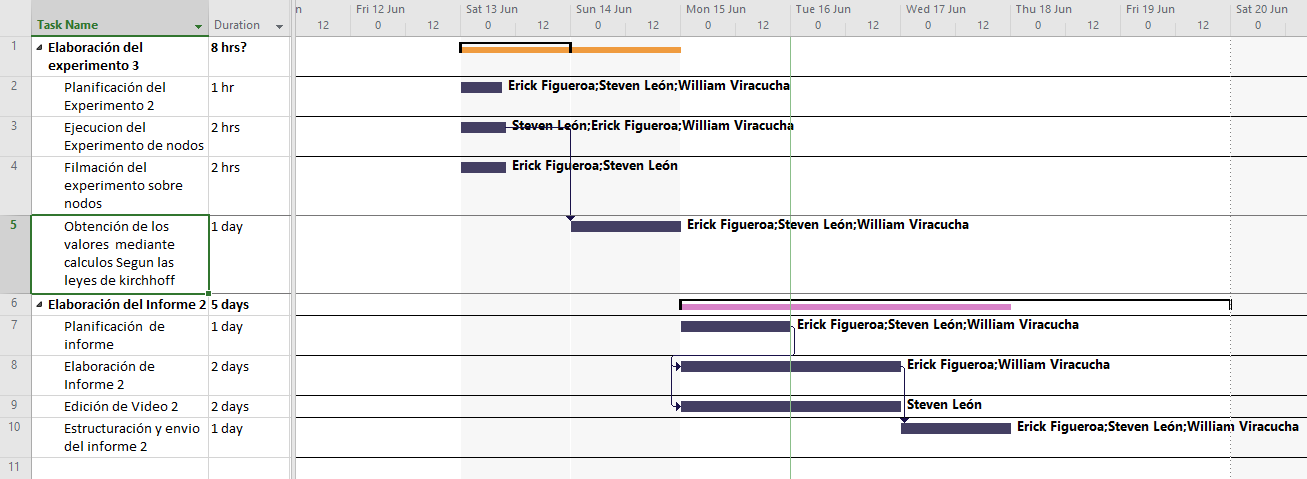 n Fri 12 Jun Sat 13 Jun Sun 14 Jun Mon 15 Jun Tue 16 Jun Wed 17 Jun Thu 18 Jun Fri 19 Jun Sat 20 Jun
Task Name Duration 12 0 12 0 12 0 12 0 12 0 12 0 12 0 12 0 12 0
1 Elaboración del experimento 3 8 hrs?
2 Planificación del Experimento 2 1 hr Erick Figueroa;Steven León;William Viracucha
3 Ejecucion del Experimento de nodos 2 hrs Steven León;Erick Figueroa;William Viracucha
4 Filmación del experimento sobre nodos 2 hrs Erick Figueroa;Steven León
5 Obtención de los valores mediante calculos Segun las leyes de kirchhoff 1 day Erick Figueroa;Steven León;William Viracucha
6 Elaboración del Informe 2 5 days
7 Planificación de informe 1 day Erick Figueroa;Steven León;William Viracucha
8 Elaboración de Informe 2 2 days Erick Figueroa;William Viracucha
9 Edición de Video 2 2 days Steven León
10 Estructuración y envio del informe 2 1 day Erick Figueroa;Steven León;William Viracucha
11